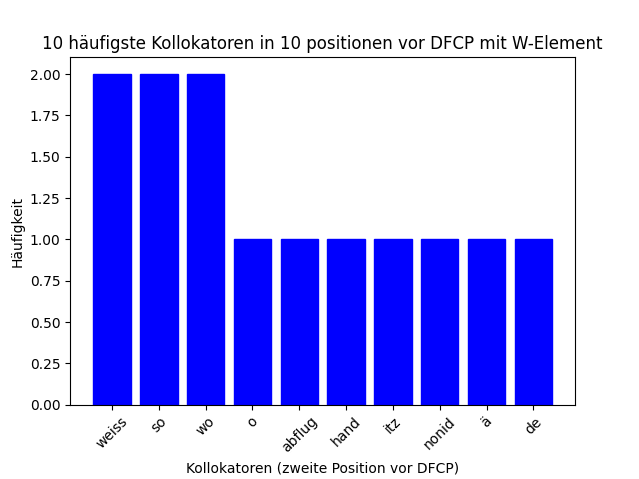 10 häufigste Kollokatoren in 10 positionen vor DFCP mit W-Element
2.00
1.75
1.50
1.25
1.00
0.75
0.50
0.25
0.00
Häufigkeit
weiss
so
wo
o
abflug
hand
itz
nonid
ä
de
Kollokatoren (zweite Position vor DFCP)